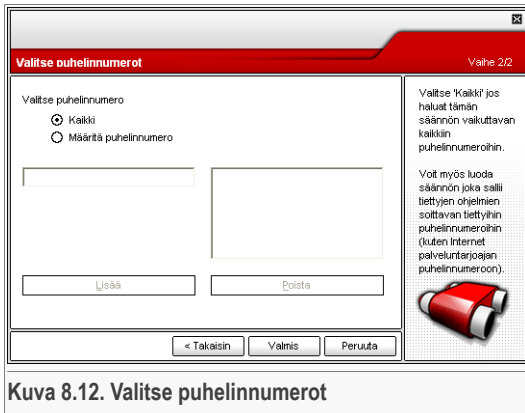 Valitse puhelinnumerot
Vaihe 2/2
Valitse puhelinnumero
Kaikki
Määritä puhelinnumero
Lisää
Poista
Valitse 'Kaikki' jos
haluat tämän
säännön vaikuttavan
kaikkiin
puhelinnumeroihin.
Voit myös luoda
säännön joka sallii
tiettyjen ohjelmien
soittavan tiettyihin
puhelinnumeroihin
(kuten Internet
palveluntarjoajan
puhelinnumeroon).
« Takaisin
Valmis
Peruuta
Kuva 8.12. Valitse puhelinnumerot